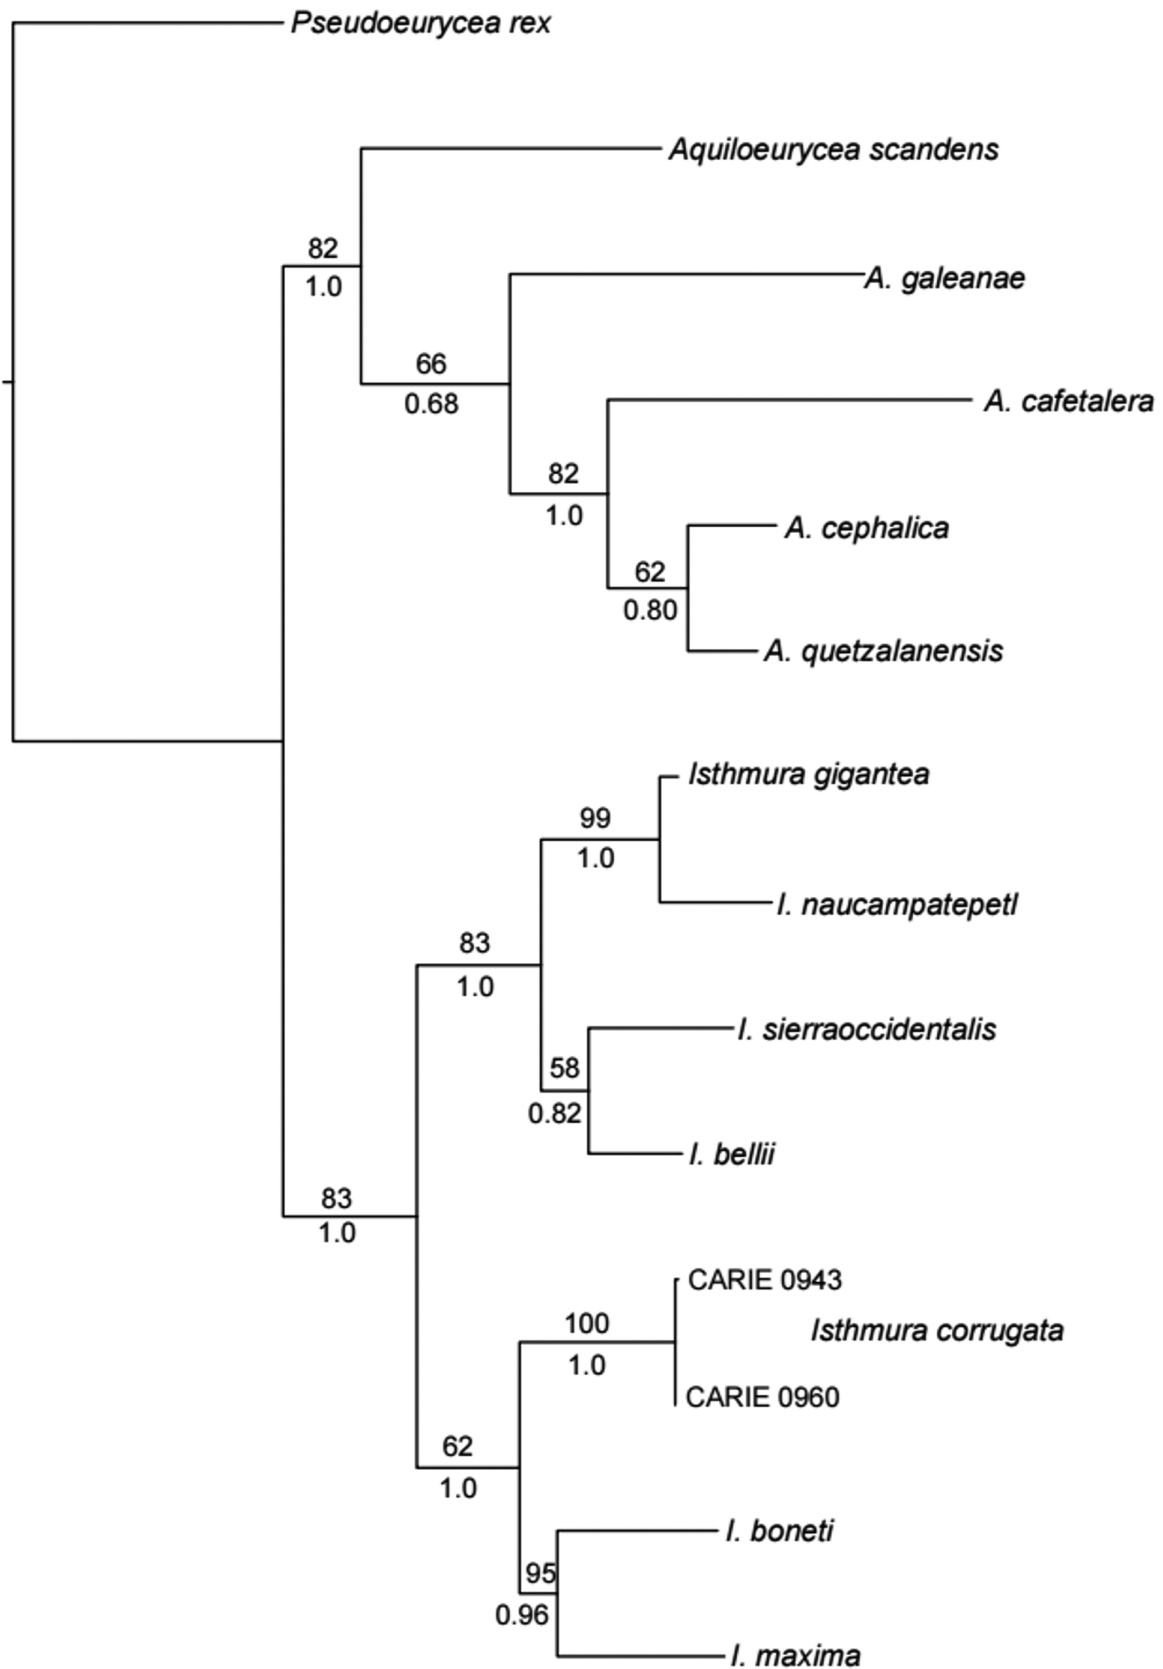 Pseudoeurycea rex
Aquiloeurycea scandens
82
1.0
A. galeanae
66
0.68
A. cafetalera
82
1.0
A. cephalica
62
0.80
A. quetzalanensis
Isthmura gigantea
99
1.0
I. naucampatepetl
83
1.0
I. sierraoccidentalis
58
0.82
I. bellii
83
1.0
CARIE 0943
100
Isthmura corrugata
1.0
CARIE 0960
62
1.0
I. boneti
95
0.96
I. maxima